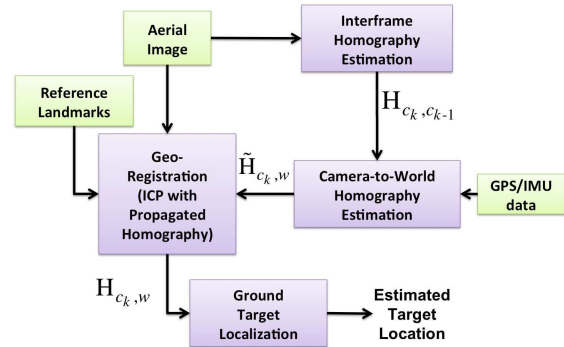 Aerial
Image
Interframe
Homography
Estimation
Reference
Landmarks
H_{c_k,c_{k-1}}
Geo-
Registration
(ICP with
Propagated
Homography)
H̃_{c_k,w}
Camera-to-World
Homography
Estimation
GPS/IMU
data
H_{c_k,w}
Ground
Target
Localization
Estimated
Target
Location